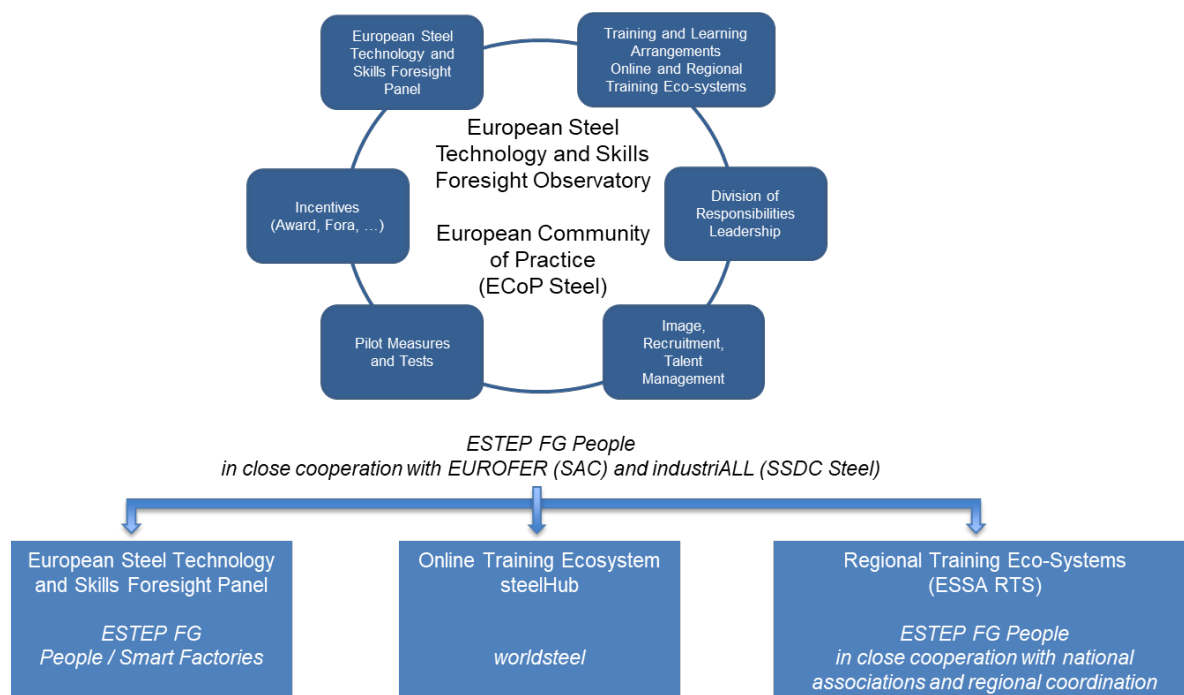 European Steel
Technology and
Skills Foresight
Panel
Training and Learning
Arrangements
Online and Regional
Training Eco-systems
European Steel
Technology and Skills
Foresight Observatory
European Community
of Practice
(ECoP Steel)
Incentives
(Award, Fora, …)
Division of
Responsibilities
Leadership
Pilot Measures
and Tests
Image,
Recruitment,
Talent
Management
ESTEP FG People
in close cooperation with EUROFER (SAC) and industriALL (SSDC Steel)
European Steel Technology
and Skills Foresight Panel
ESTEP FG
People / Smart Factories
Online Training Ecosystem
steelHub
worldsteel
Regional Training Eco-Systems
(ESSA RTS)
ESTEP FG People
in close cooperation with national
associations and regional coordination